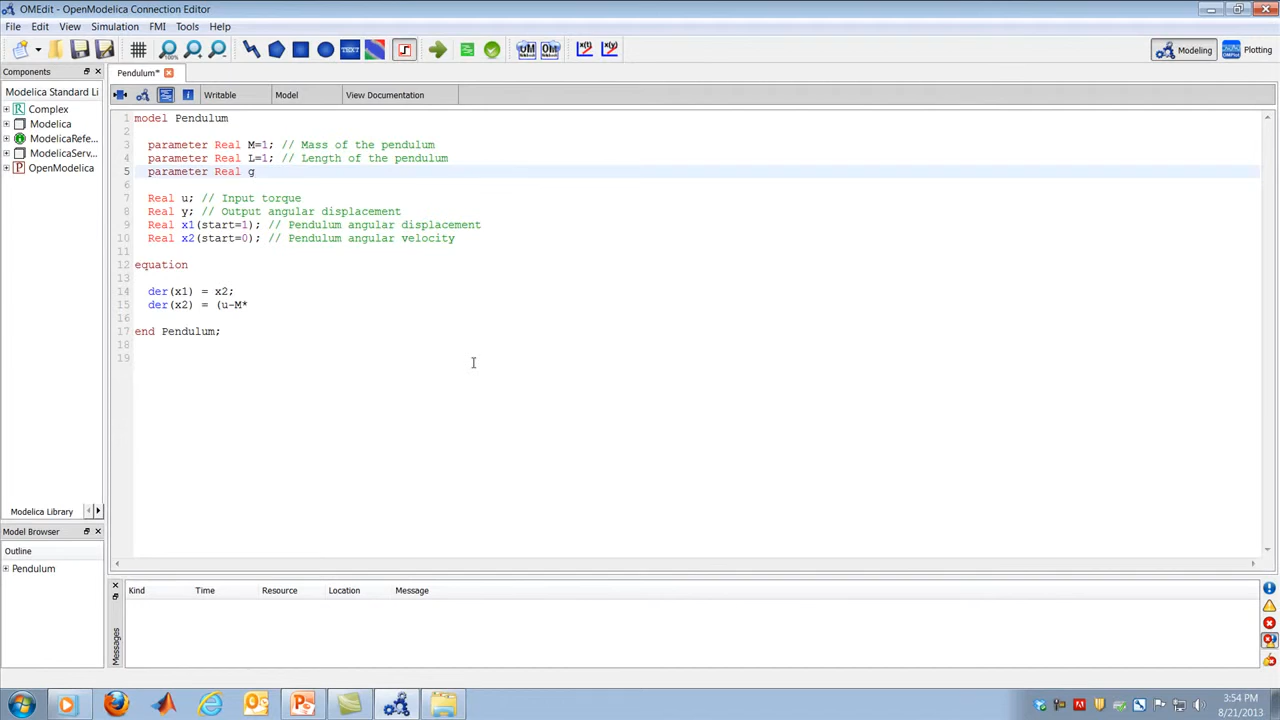 OMEdit - OpenModelica Connection Editor
File Edit View Simulation FMI Tools Help
100% TEXT Modeling Plotting
Components Pendulum*
Modelica Standard Li Writable Model View Documentation
Complex
Modelica
ModelicaRefe...
ModelicaServ...
OpenModelica
1 model Pendulum
2
3 parameter Real M=1; // Mass of the pendulum
4 parameter Real L=1; // Length of the pendulum
5 parameter Real g
6
7 Real u; // Input torque
8 Real y; // Output angular displacement
9 Real x1(start=1); // Pendulum angular displacement
10 Real x2(start=0); // Pendulum angular velocity
11
12 equation
13
14 der(x1) = x2;
15 der(x2) = (u-M*
16
17 end Pendulum;
18
19
Modelica Library
Model Browser
Outline
Pendulum
Kind Time Resource Location Message
Messages
3:54 PM
8/21/2013